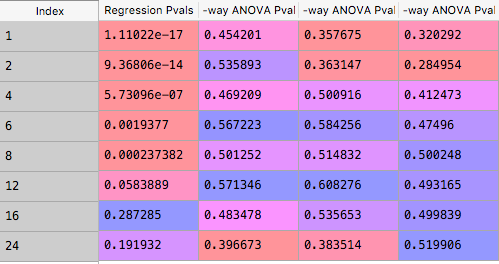 Index Regression Pvals -way ANOVA Pval -way ANOVA Pval -way ANOVA Pval
1 1.11022e-17 0.454201 0.357675 0.320292
2 9.36806e-14 0.535893 0.363147 0.284954
4 5.73096e-07 0.469209 0.500916 0.412473
6 0.0019377 0.567223 0.584256 0.47496
8 0.000237382 0.501252 0.514832 0.500248
12 0.0583889 0.571346 0.608276 0.493165
16 0.287285 0.483478 0.535653 0.499839
24 0.191932 0.396673 0.383514 0.519906